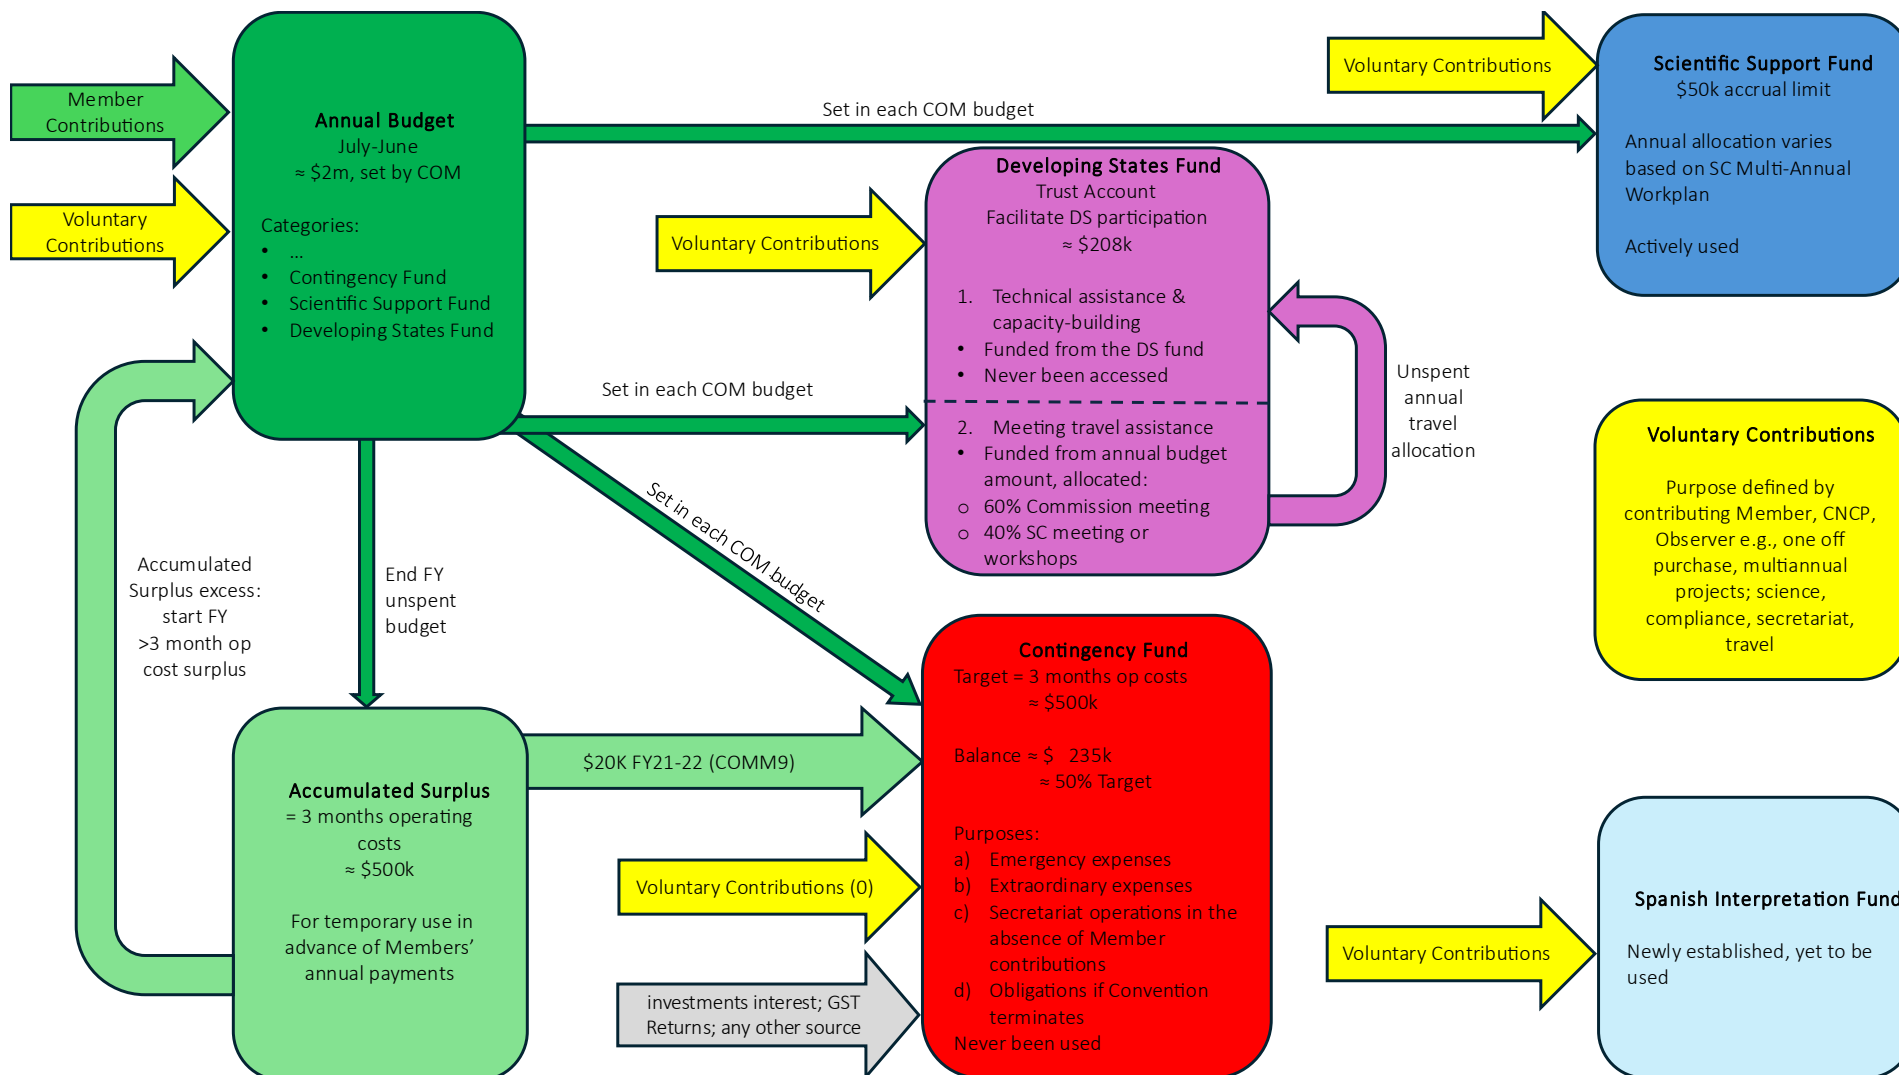 Member
Contributions
Voluntary
Contributions
Annual Budget
July-June
≈ $2m, set by COM
Categories:
• ...
• Contingency Fund
• Scientific Support Fund
• Developing States Fund
Set in each COM budget
Voluntary Contributions
Scientific Support Fund
$50k accrual limit
Annual allocation varies
based on SC Multi-Annual
Workplan
Actively used
Voluntary Contributions
Developing States Fund
Trust Account
Facilitate DS participation
≈ $208k
1. Technical assistance &
capacity-building
• Funded from the DS fund
• Never been accessed
2. Meeting travel assistance
• Funded from annual budget
amount, allocated:
o 60% Commission meeting
o 40% SC meeting or
workshops
Unspent
annual
travel
allocation
Set in each COM budget
Set in each COM budget
Voluntary Contributions
Purpose defined by
contributing Member, CNCP,
Observer e.g., one off
purchase, multiannual
projects; science,
compliance, secretariat,
travel
Accumulated
Surplus excess:
start FY
>3 month op
cost surplus
End FY
unspent
budget
Accumulated Surplus
= 3 months operating
costs
≈ $500k
For temporary use in
advance of Members’
annual payments
$20K FY21-22 (COMM9)
Voluntary Contributions (0)
investments interest; GST
Returns; any other source
Contingency Fund
Target = 3 months op costs
≈ $500k
Balance ≈ $ 235k
≈ 50% Target
Purposes:
a) Emergency expenses
b) Extraordinary expenses
c) Secretariat operations in the
absence of Member
contributions
d) Obligations if Convention
terminates
Never been used
Voluntary Contributions
Spanish Interpretation Fund
Newly established, yet to be
used